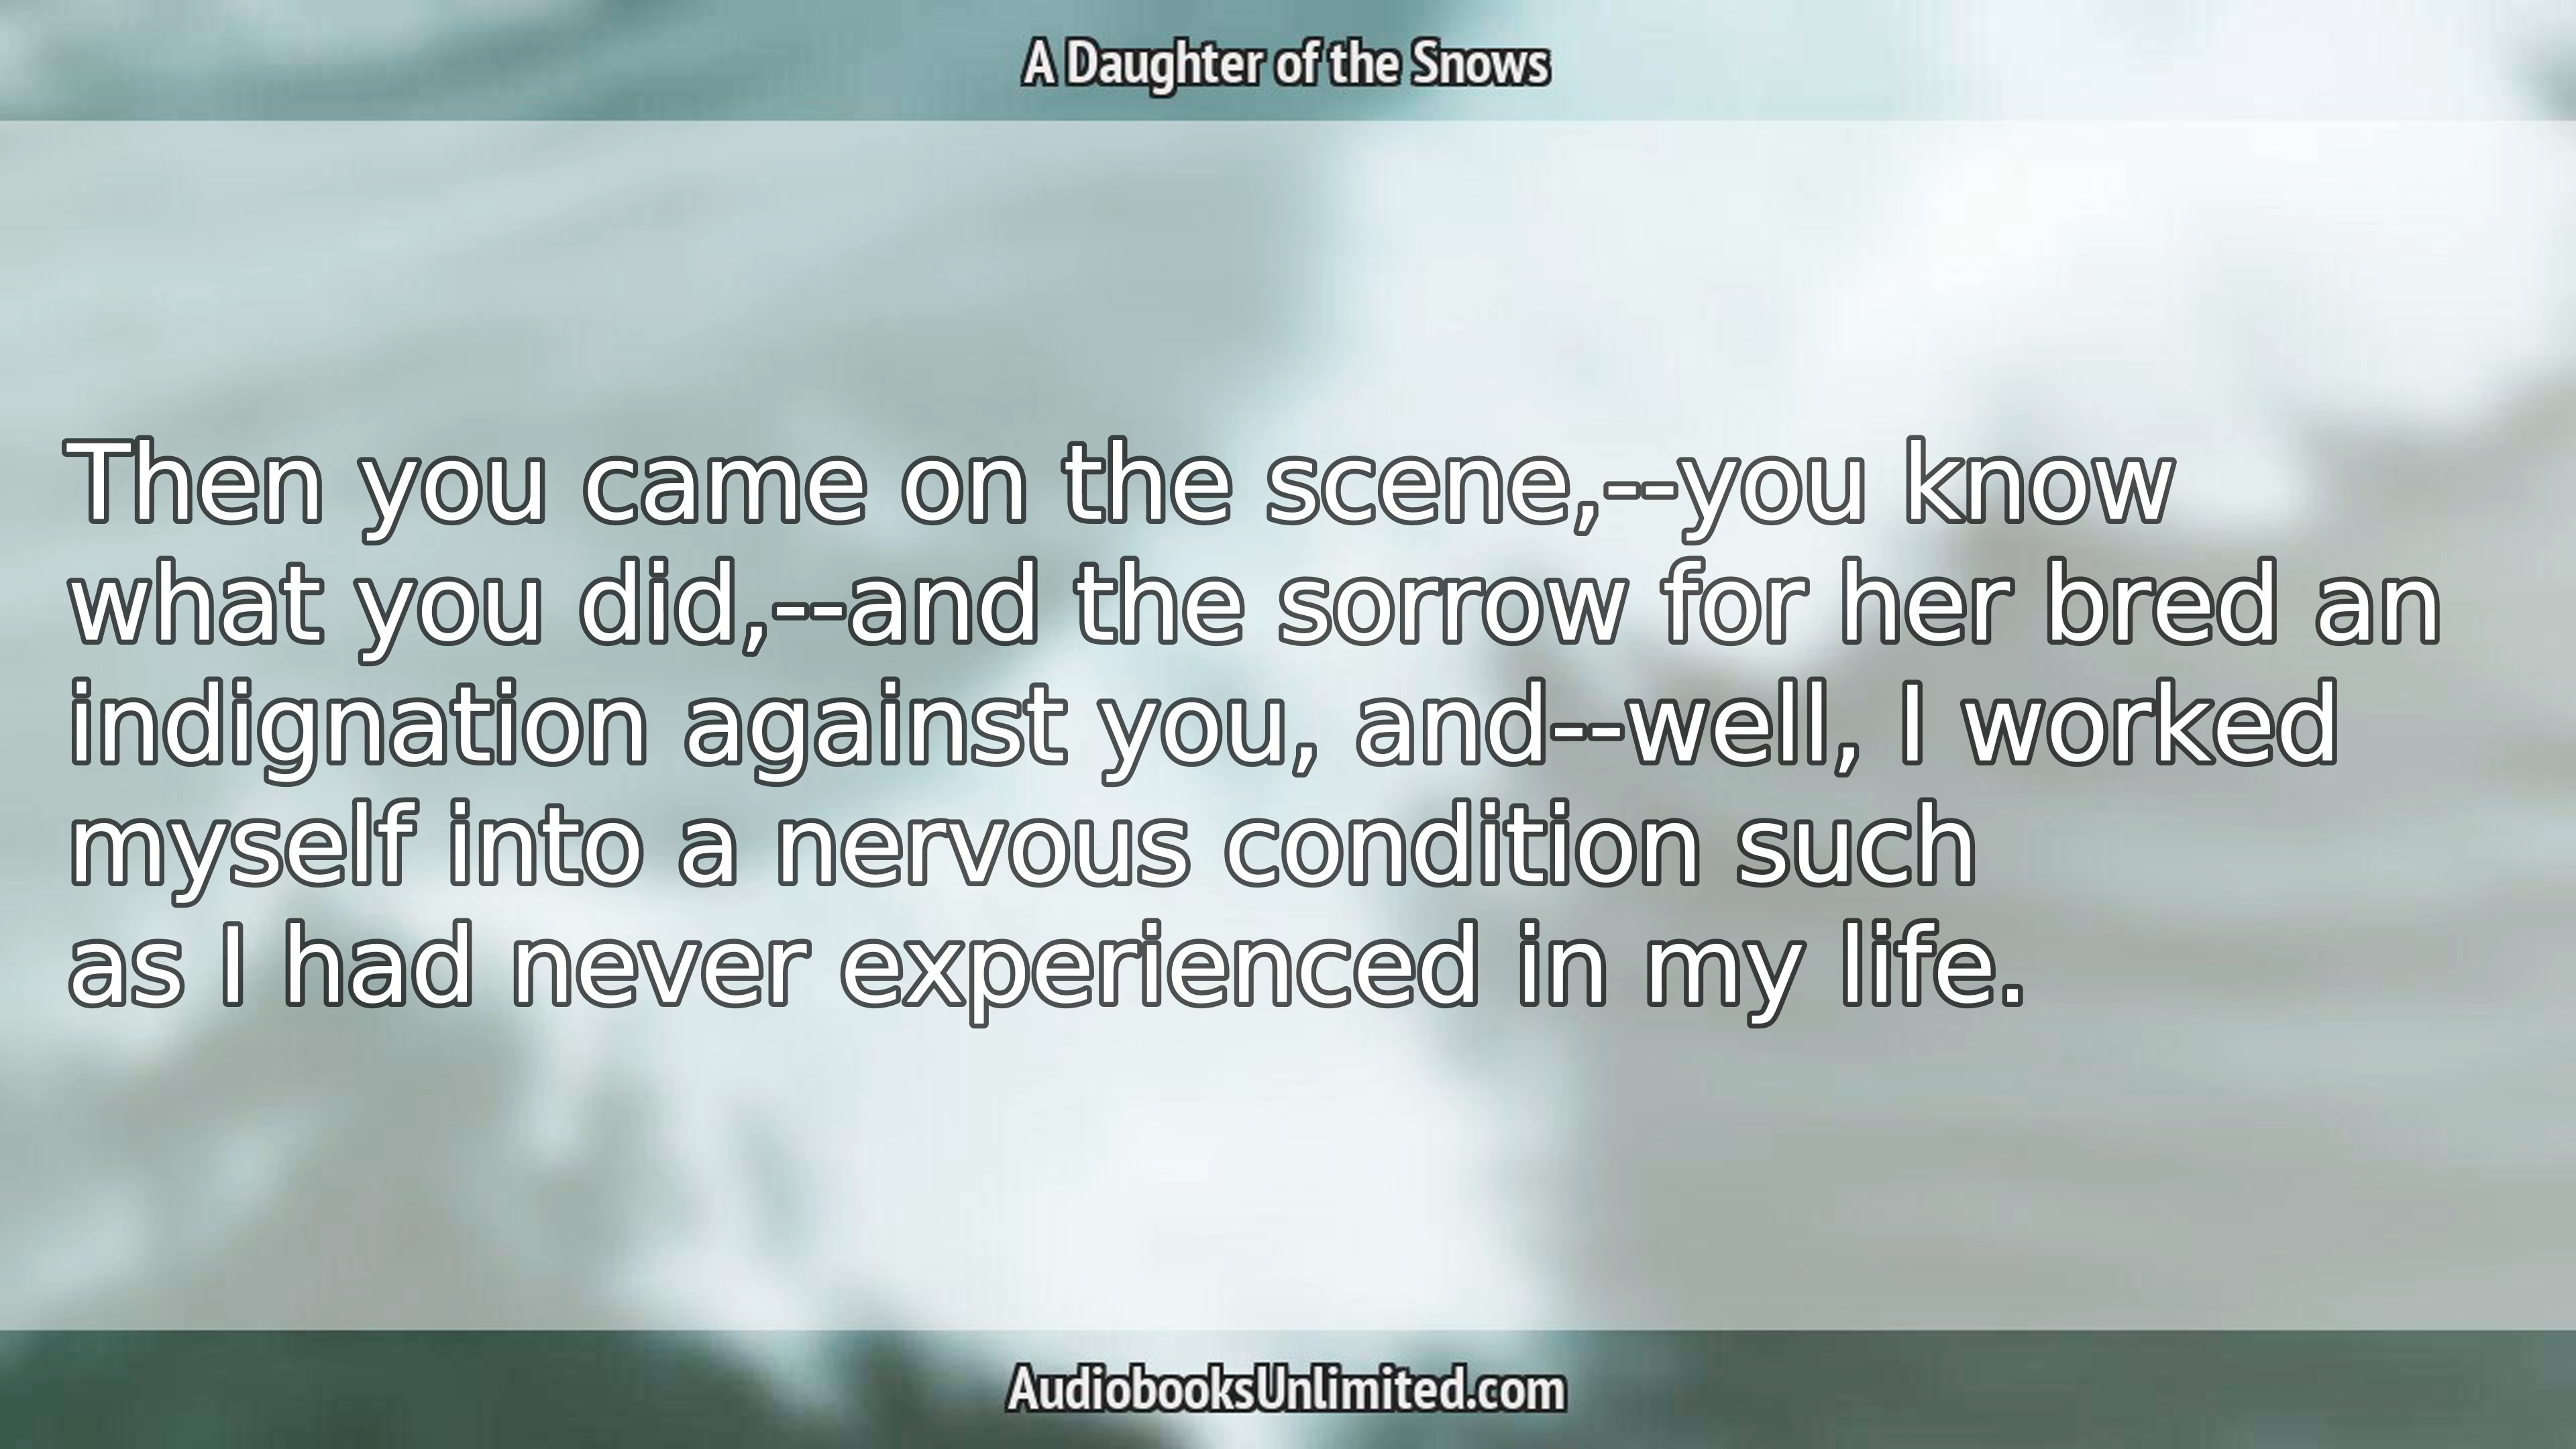 A Daughter of the Snows
Then you came on the scene,--you know
what you did,--and the sorrow for her bred an
indignation against you, and--well, I worked
myself into a nervous condition such
as I had never experienced in my life.
AudiobooksUnlimited.com